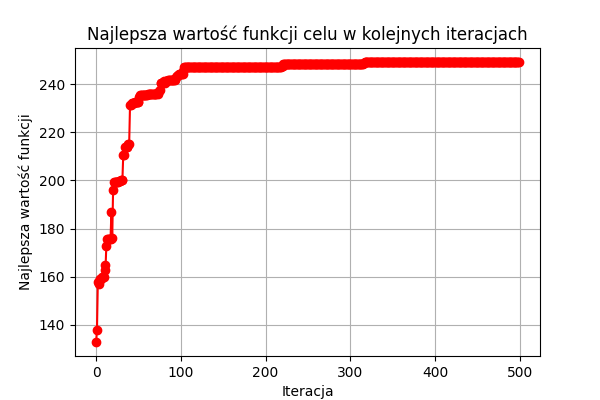 Najlepsza wartość funkcji celu w kolejnych iteracjach
Najlepsza wartość funkcji
240
220
200
180
160
140
0 100 200 300 400 500
Iteracja